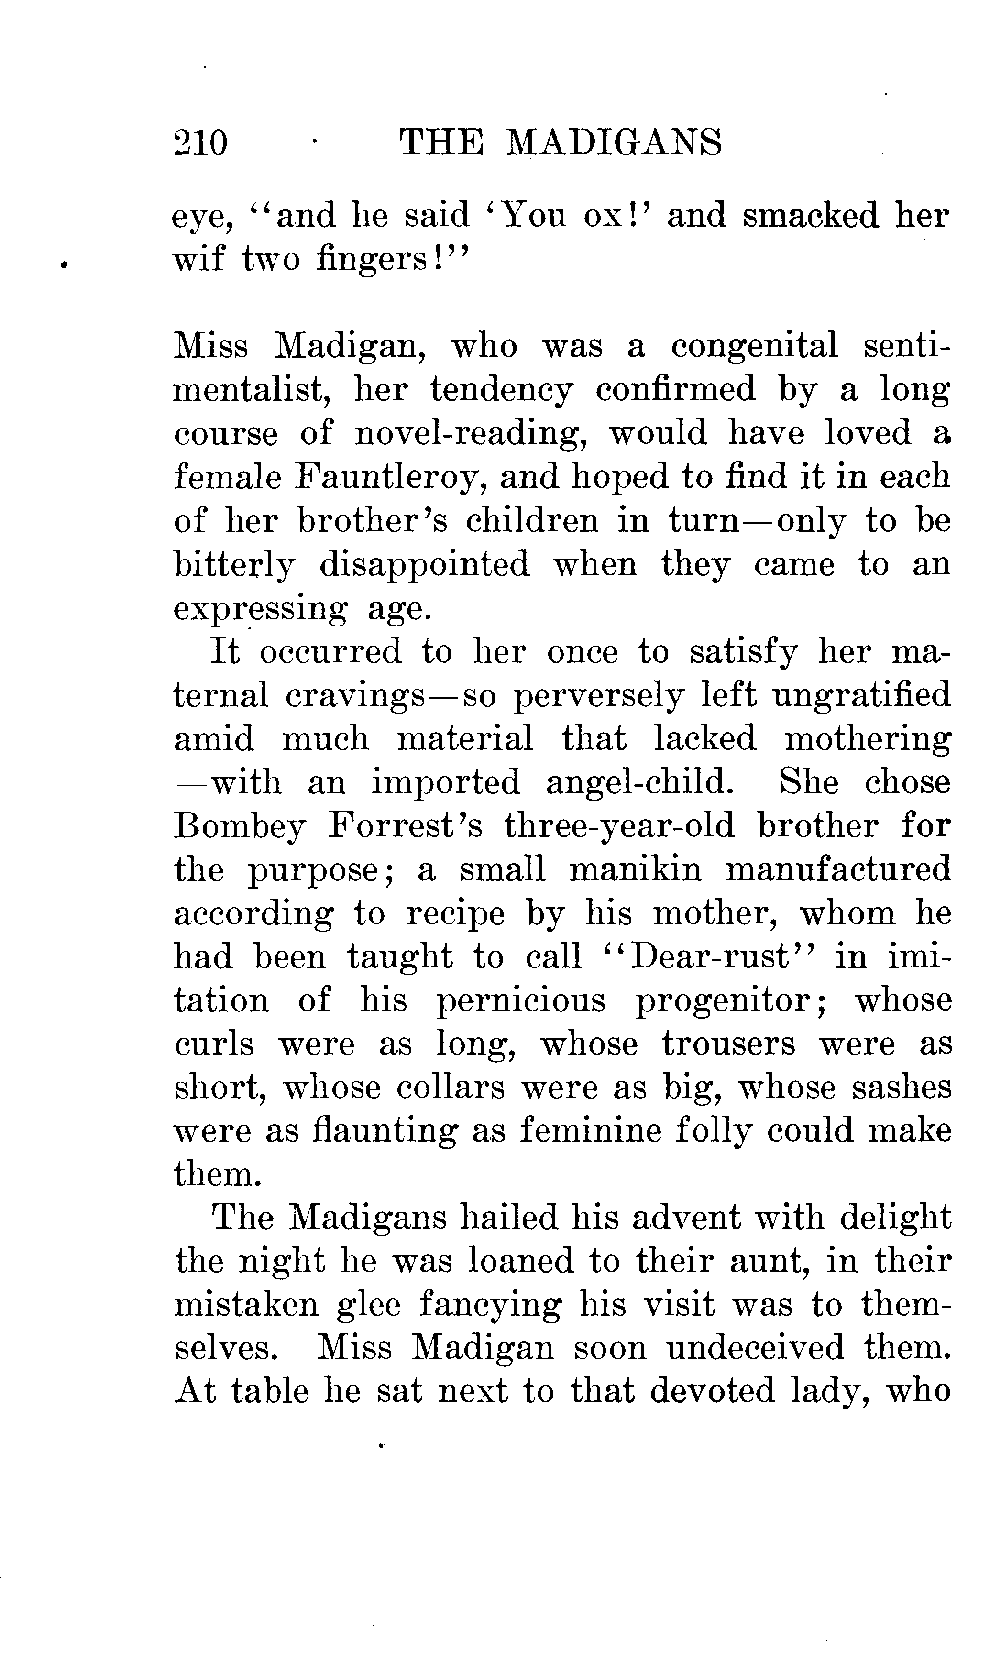 210 THE MADIGANS
eye, "and he said 'You ox!' and smacked her
wif two fingers!"
Miss Madigan, who was a congenital senti-
mentalist, her tendency confirmed by a long
course of novel-reading, would have loved a
female Fauntleroy, and hoped to find it in each
of her brother's children in turn—only to be
bitterly disappointed when they came to an
expressing age.
It occurred to her once to satisfy her ma-
ternal cravings—so perversely left ungratified
amid much material that lacked mothering
—with an imported angel-child. She chose
Bombey Forrest's three-year-old brother for
the purpose; a small manikin manufactured
according to recipe by his mother, whom he
had been taught to call "Dear-rust" in imi-
tation of his pernicious progenitor; whose
curls were as long, whose trousers were as
short, whose collars were as big, whose sashes
were as flaunting as feminine folly could make
them.
The Madigans hailed his advent with delight
the night he was loaned to their aunt, in their
mistaken glee fancying his visit was to them-
selves. Miss Madigan soon undeceived them.
At table he sat next to that devoted lady, who